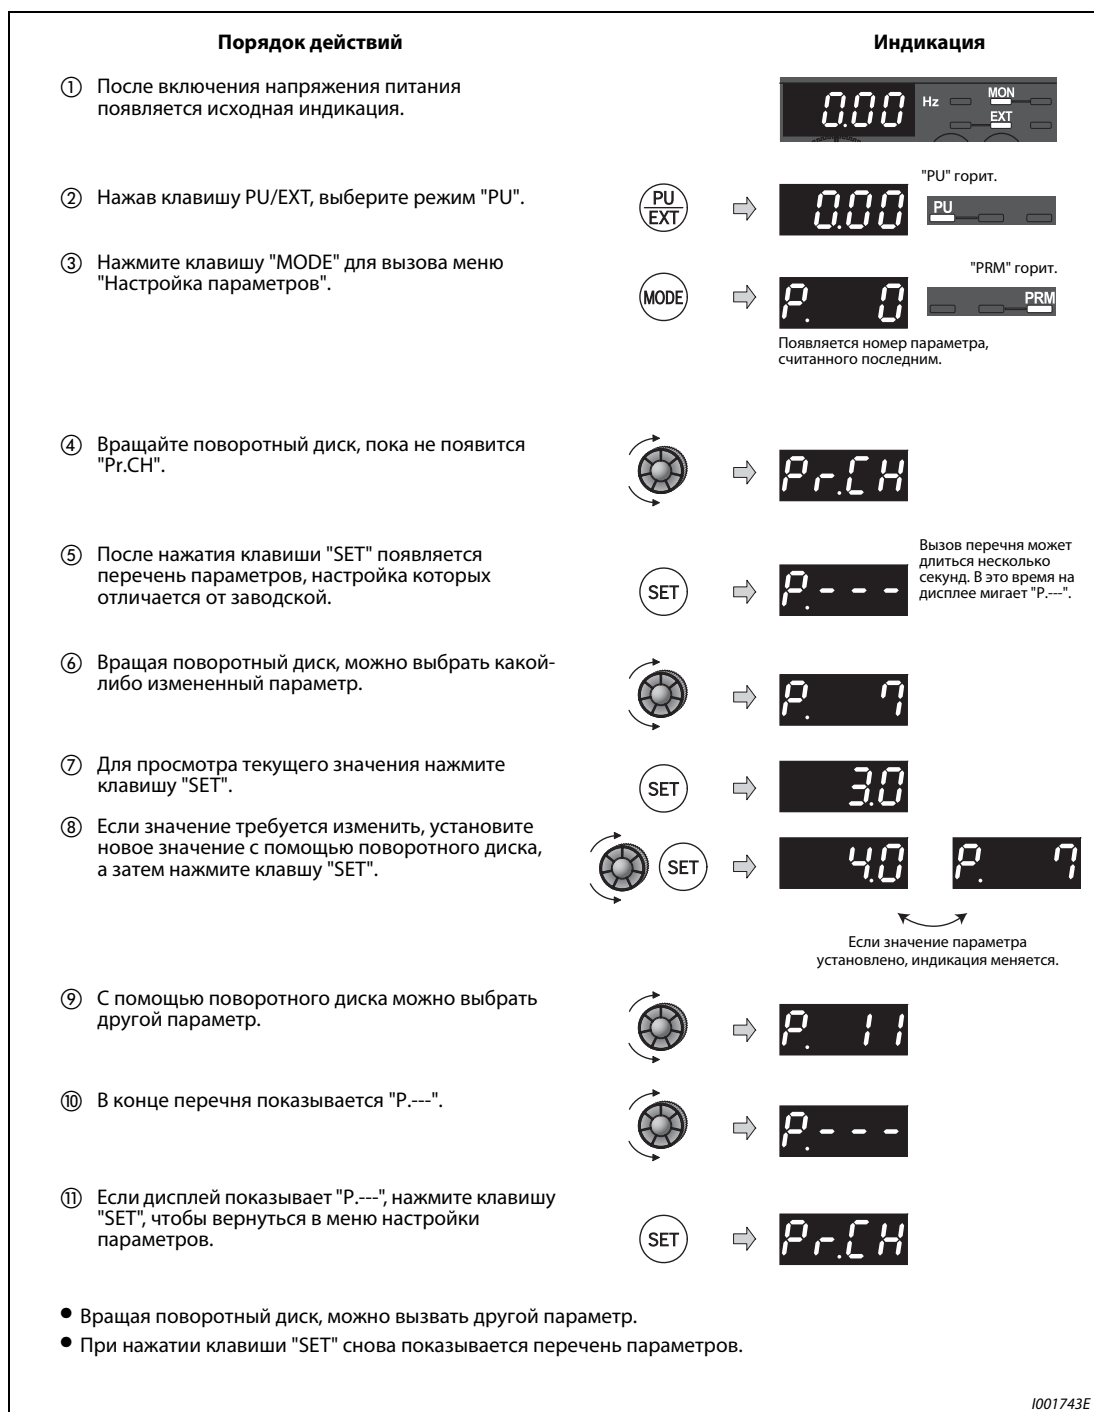 Порядок действий
Индикация
① После включения напряжения питания
появляется исходная индикация.
0.00
Hz
MON
EXT
② Нажав клавишу PU/EXT, выберите режим "PU".
PU
EXT
0.00
"PU" горит.
PU
③ Нажмите клавишу "MODE" для вызова меню
"Настройка параметров".
MODE
P. 0
"PRM" горит.
PRM
Появляется номер параметра,
считанного последним.
④ Вращайте поворотный диск, пока не появится
"Pr.CH".
Pr.CH
⑤ После нажатия клавиши "SET" появляется
перечень параметров, настройка которых
отличается от заводской.
SET
P.---
Вызов перечня может
длиться несколько
секунд. В это время на
дисплее мигает "P.---".
⑥ Вращая поворотный диск, можно выбрать какой-
либо измененный параметр.
P. 7
⑦ Для просмотра текущего значения нажмите
клавишу "SET".
SET
3.0
⑧ Если значение требуется изменить, установите
новое значение с помощью поворотного диска,
а затем нажмите клавшу "SET".
SET
4.0
P. 7
Если значение параметра
установлено, индикация меняется.
⑨ С помощью поворотного диска можно выбрать
другой параметр.
P. 11
⑩ В конце перечня показывается "P.---".
P.---
⑪ Если дисплей показывает "P.---", нажмите клавишу
"SET", чтобы вернуться в меню настройки
параметров.
SET
Pr.CH
● Вращая поворотный диск, можно вызвать другой параметр.
● При нажатии клавиши "SET" снова показывается перечень параметров.
I001743E